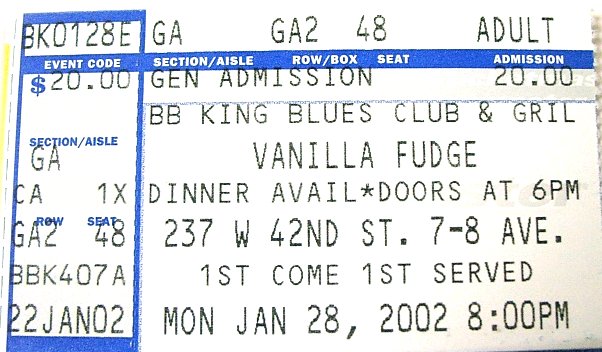 BK0128E GA GA2 48 ADULT
EVENT CODE SECTION/AISLE ROW/BOX SEAT ADMISSION
$20.00 GEN ADMISSION 20.00
BB KING BLUES CLUB & GRIL
SECTION/AISLE
GA VANILLA FUDGE
CA 1X DINNER AVAIL*DOORS AT 6PM
ROW SEAT
GA2 48 237 W 42ND ST. 7-8 AVE.
BBK407A 1ST COME 1ST SERVED
22JAN02 MON JAN 28, 2002 8:00PM